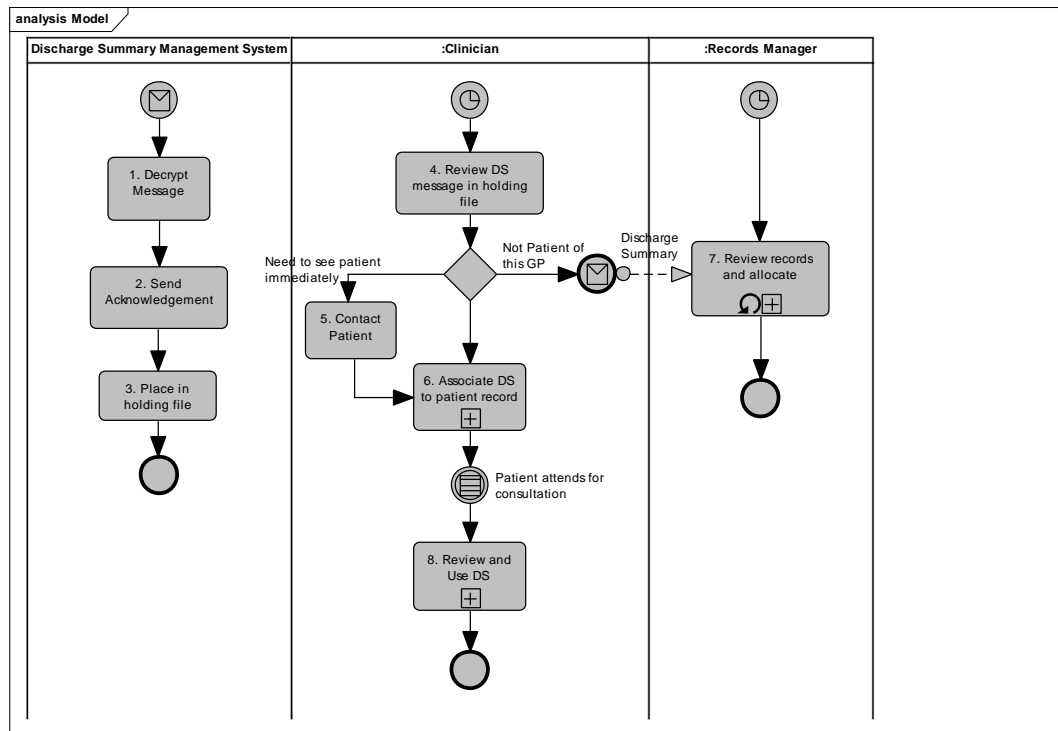 analysis Model
Discharge Summary Management System
:Clinician
:Records Manager
1. Decrypt
Message
2. Send
Acknowledgement
3. Place in
holding file
4. Review DS
message in holding
file
Need to see patient
immediately
Not Patient of
this GP
Discharge
Summary
5. Contact
Patient
6. Associate DS
to patient record
Patient attends for
consultation
8. Review and
Use DS
7. Review records
and allocate